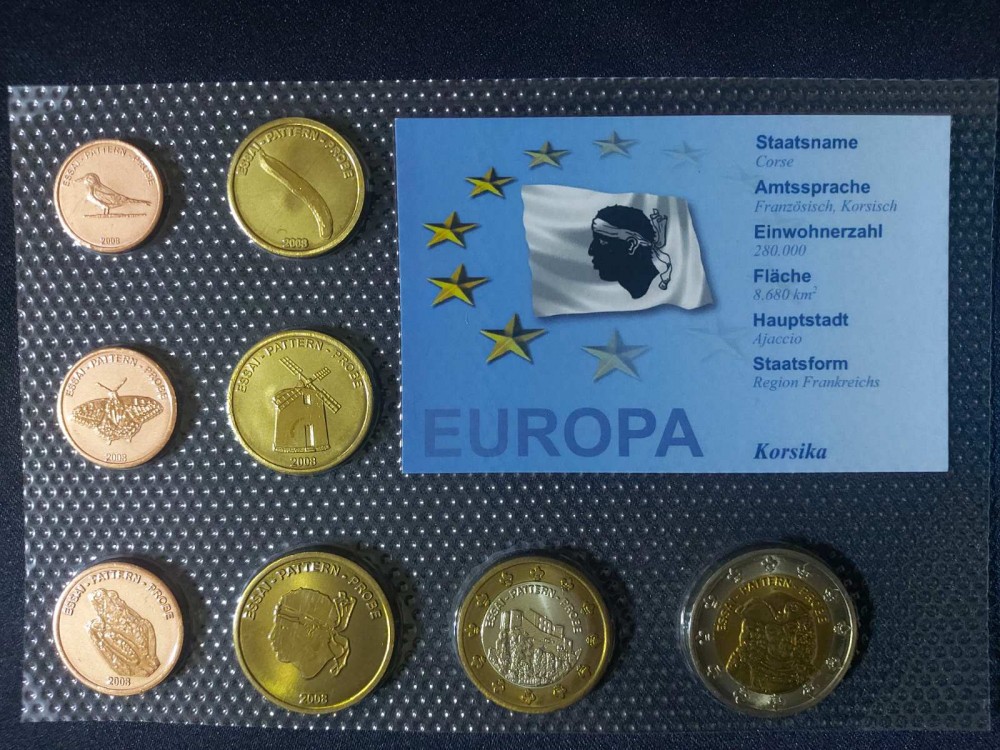 ESSAI - PATTERN - PROBE
2008
ESSAI - PATTERN - PROBE
2008
Staatsname
Corse
Amtssprache
Französisch, Korsisch
Einwohnerzahl
280.000
Fläche
8.680 km²
Hauptstadt
Ajaccio
Staatsform
Region Frankreichs
EUROPA
Korsika
ESSAI - PATTERN - PROBE
2008
ESSAI - PATTERN - PROBE
2008
ESSAI - PATTERN - PROBE
2008
ESSAI - PATTERN - PROBE
2008
ESSAI - PATTERN - PROBE
ESSAI - PATTERN - PROBE